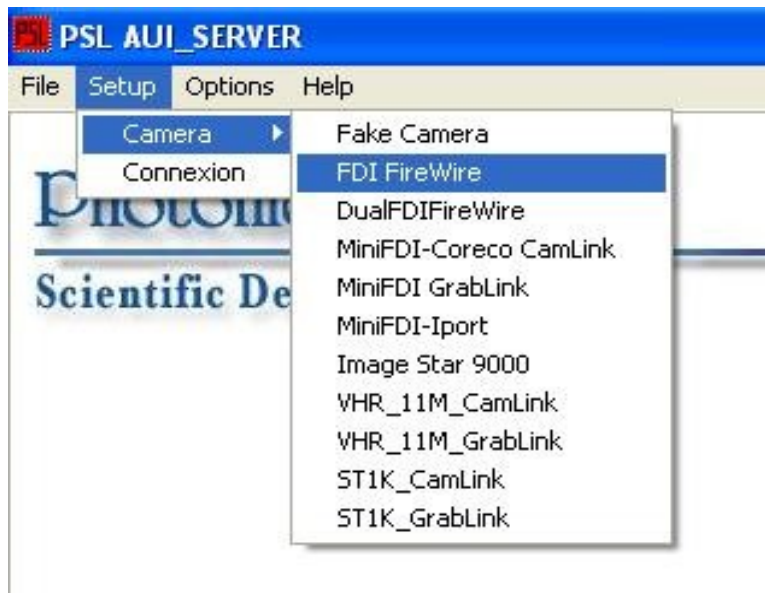 PSL AUI_SERVER
File Setup Options Help
Camera
Connexion
Fake Camera
FDI FireWire
DualFDIFireWire
MiniFDI-Coreco CamLink
MiniFDI GrabLink
MiniFDI-Iport
Image Star 9000
VHR_11M_CamLink
VHR_11M_GrabLink
ST1K_CamLink
ST1K_GrabLink
Scientific De